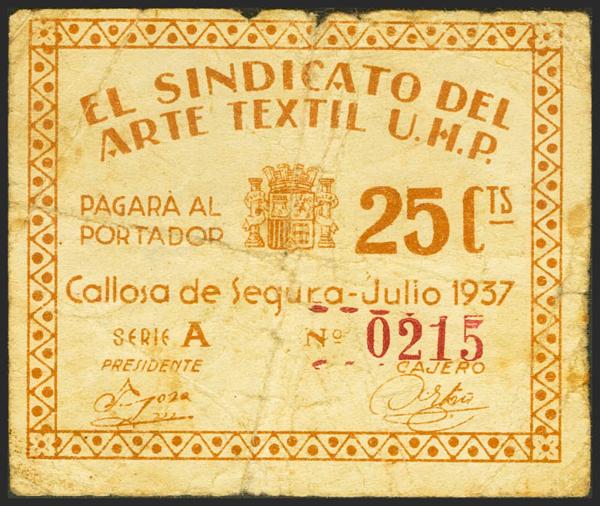 EL SINDICATO DEL
ARTE TEXTIL U.H.P.
PAGARÁ AL
PORTADOR
25 CTS
Callosa de Segura-Julio 1937
SERIE A Nº 0215
PRESIDENTE CAJERO